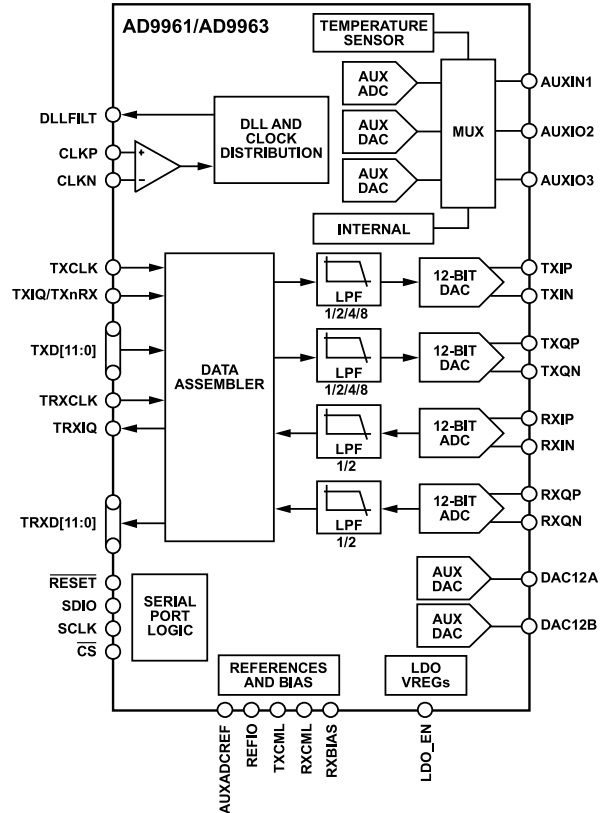 AD9961/AD9963
TEMPERATURE
SENSOR
AUX
ADC
AUX
DAC
AUX
DAC
MUX
AUXIN1
AUXIO2
AUXIO3
INTERNAL
DLLFILT
CLKP
CLKN
+
–
DLL AND
CLOCK
DISTRIBUTION
TXCLK
TXIQ/TXnRX
TXD[11:0]
TRXCLK
TRXIQ
TRXD[11:0]
DATA
ASSEMBLER
LPF
1/2/4/8
12-BIT
DAC
TXIP
TXIN
LPF
1/2/4/8
12-BIT
DAC
TXQP
TXQN
LPF
1/2
12-BIT
ADC
RXIP
RXIN
LPF
1/2
12-BIT
ADC
RXQP
RXQN
AUX
DAC
DAC12A
AUX
DAC
DAC12B
RESET
SDIO
SCLK
CS
SERIAL
PORT
LOGIC
REFERENCES
AND BIAS
LDO
VREGs
AUXADCREF
REFIO
TXCML
RXCML
RXBIAS
LDO_EN